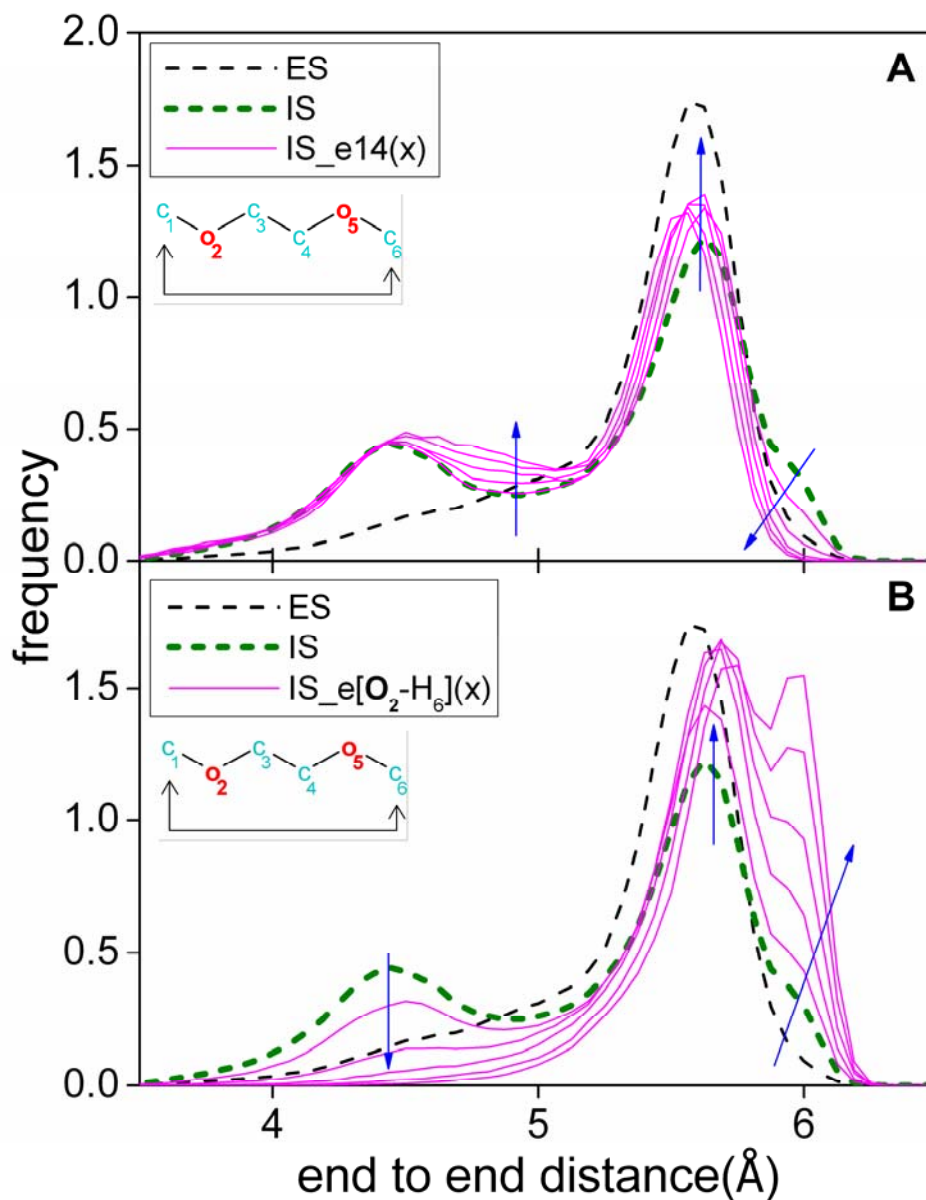 A
2.0
1.5
1.0
0.5
0.0
ES
IS
IS_e14(x)
C1 O2 C3 C4 O5 C6
frequency
B
1.5
1.0
0.5
0.0
ES
IS
IS_e[O2-H6](x)
C1 O2 C3 C4 O5 C6
4 5 6
end to end distance(Å)